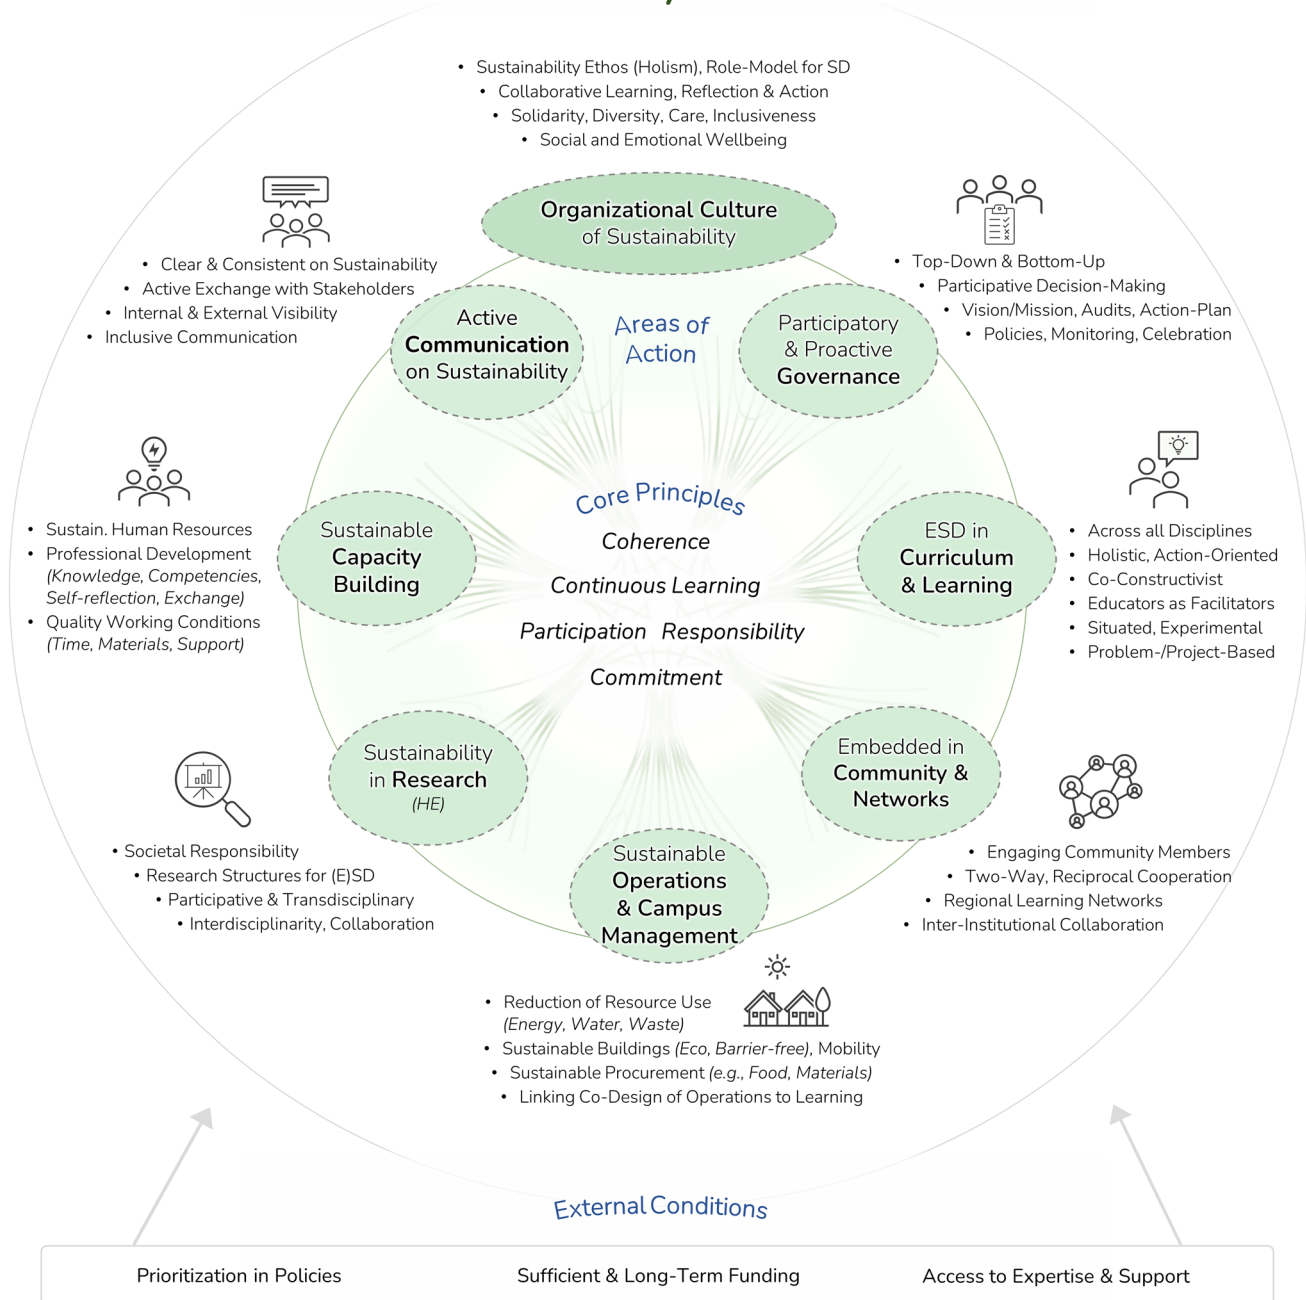 • Sustainability Ethos (Holism), Role-Model for SD
• Collaborative Learning, Reflection & Action
• Solidarity, Diversity, Care, Inclusiveness
• Social and Emotional Wellbeing
Organizational Culture
of Sustainability
• Clear & Consistent on Sustainability
• Active Exchange with Stakeholders
• Internal & External Visibility
• Inclusive Communication
Active
Communication
on Sustainability
Areas of
Action
Participatory
& Proactive
Governance
• Top-Down & Bottom-Up
• Participative Decision-Making
• Vision/Mission, Audits, Action-Plan
• Policies, Monitoring, Celebration
• Sustain. Human Resources
• Professional Development
(Knowledge, Competencies,
Self-reflection, Exchange)
• Quality Working Conditions
(Time, Materials, Support)
Sustainable
Capacity
Building
Core Principles
Coherence
Continuous Learning
Participation Responsibility
Commitment
ESD in
Curriculum
& Learning
• Across all Disciplines
• Holistic, Action-Oriented
• Co-Constructivist
• Educators as Facilitators
• Situated, Experimental
• Problem-/Project-Based
Sustainability
in Research
(HE)
• Societal Responsibility
• Research Structures for (E)SD
• Participative & Transdisciplinary
• Interdisciplinarity, Collaboration
Sustainable
Operations
& Campus
Management
Embedded in
Community &
Networks
• Engaging Community Members
• Two-Way, Reciprocal Cooperation
• Regional Learning Networks
• Inter-Institutional Collaboration
• Reduction of Resource Use
(Energy, Water, Waste)
• Sustainable Buildings (Eco, Barrier-free), Mobility
• Sustainable Procurement (e.g., Food, Materials)
• Linking Co-Design of Operations to Learning
External Conditions
Prioritization in Policies
Sufficient & Long-Term Funding
Access to Expertise & Support